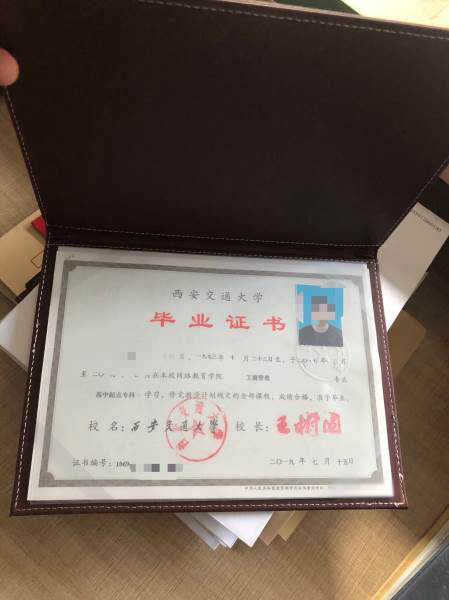 西安交通大学
毕业证书
一九七二年 十 月 二十二日生,于二〇一
月
至二〇
在本校网络教育学院 工商管理 专业
高中起点专科 学习,修完教学计划规定的全部课程,成绩合格,准予毕业。
校 名:西安交通大学 校 长:王树国
证书编号:1069
二〇一九年 七 月 十五日